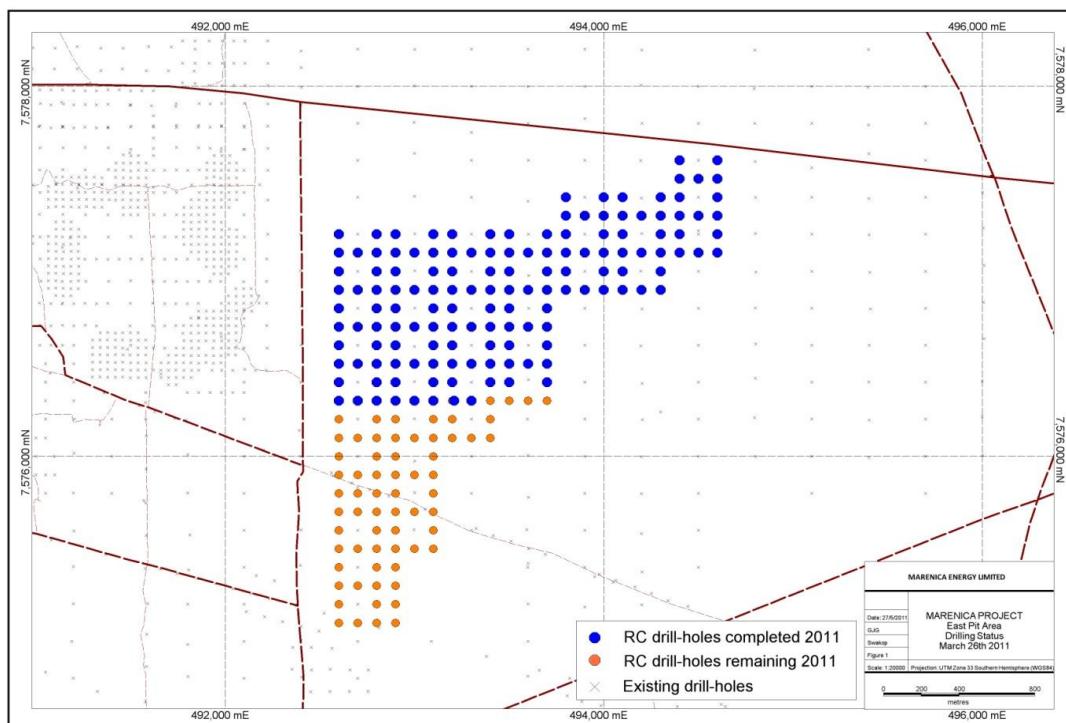 492,000 mE
494,000 mE
496,000 mE
7,578,000 mN
7,578,000 mN
7,576,000 mN
7,576,000 mN
RC drill-holes completed 2011
RC drill-holes remaining 2011
Existing drill-holes
MARENICA ENERGY LIMITED
Date: 27/5/2011
GJG
Swakop
Figure 1
MARENICA PROJECT
East Pit Area
Drilling Status
March 26th 2011
Scale: 1:20000
Projection: UTM Zone 33 Southern Hemisphere (WGS84)
0 200 400 800
metres
492,000 mE
494,000 mE
496,000 mE